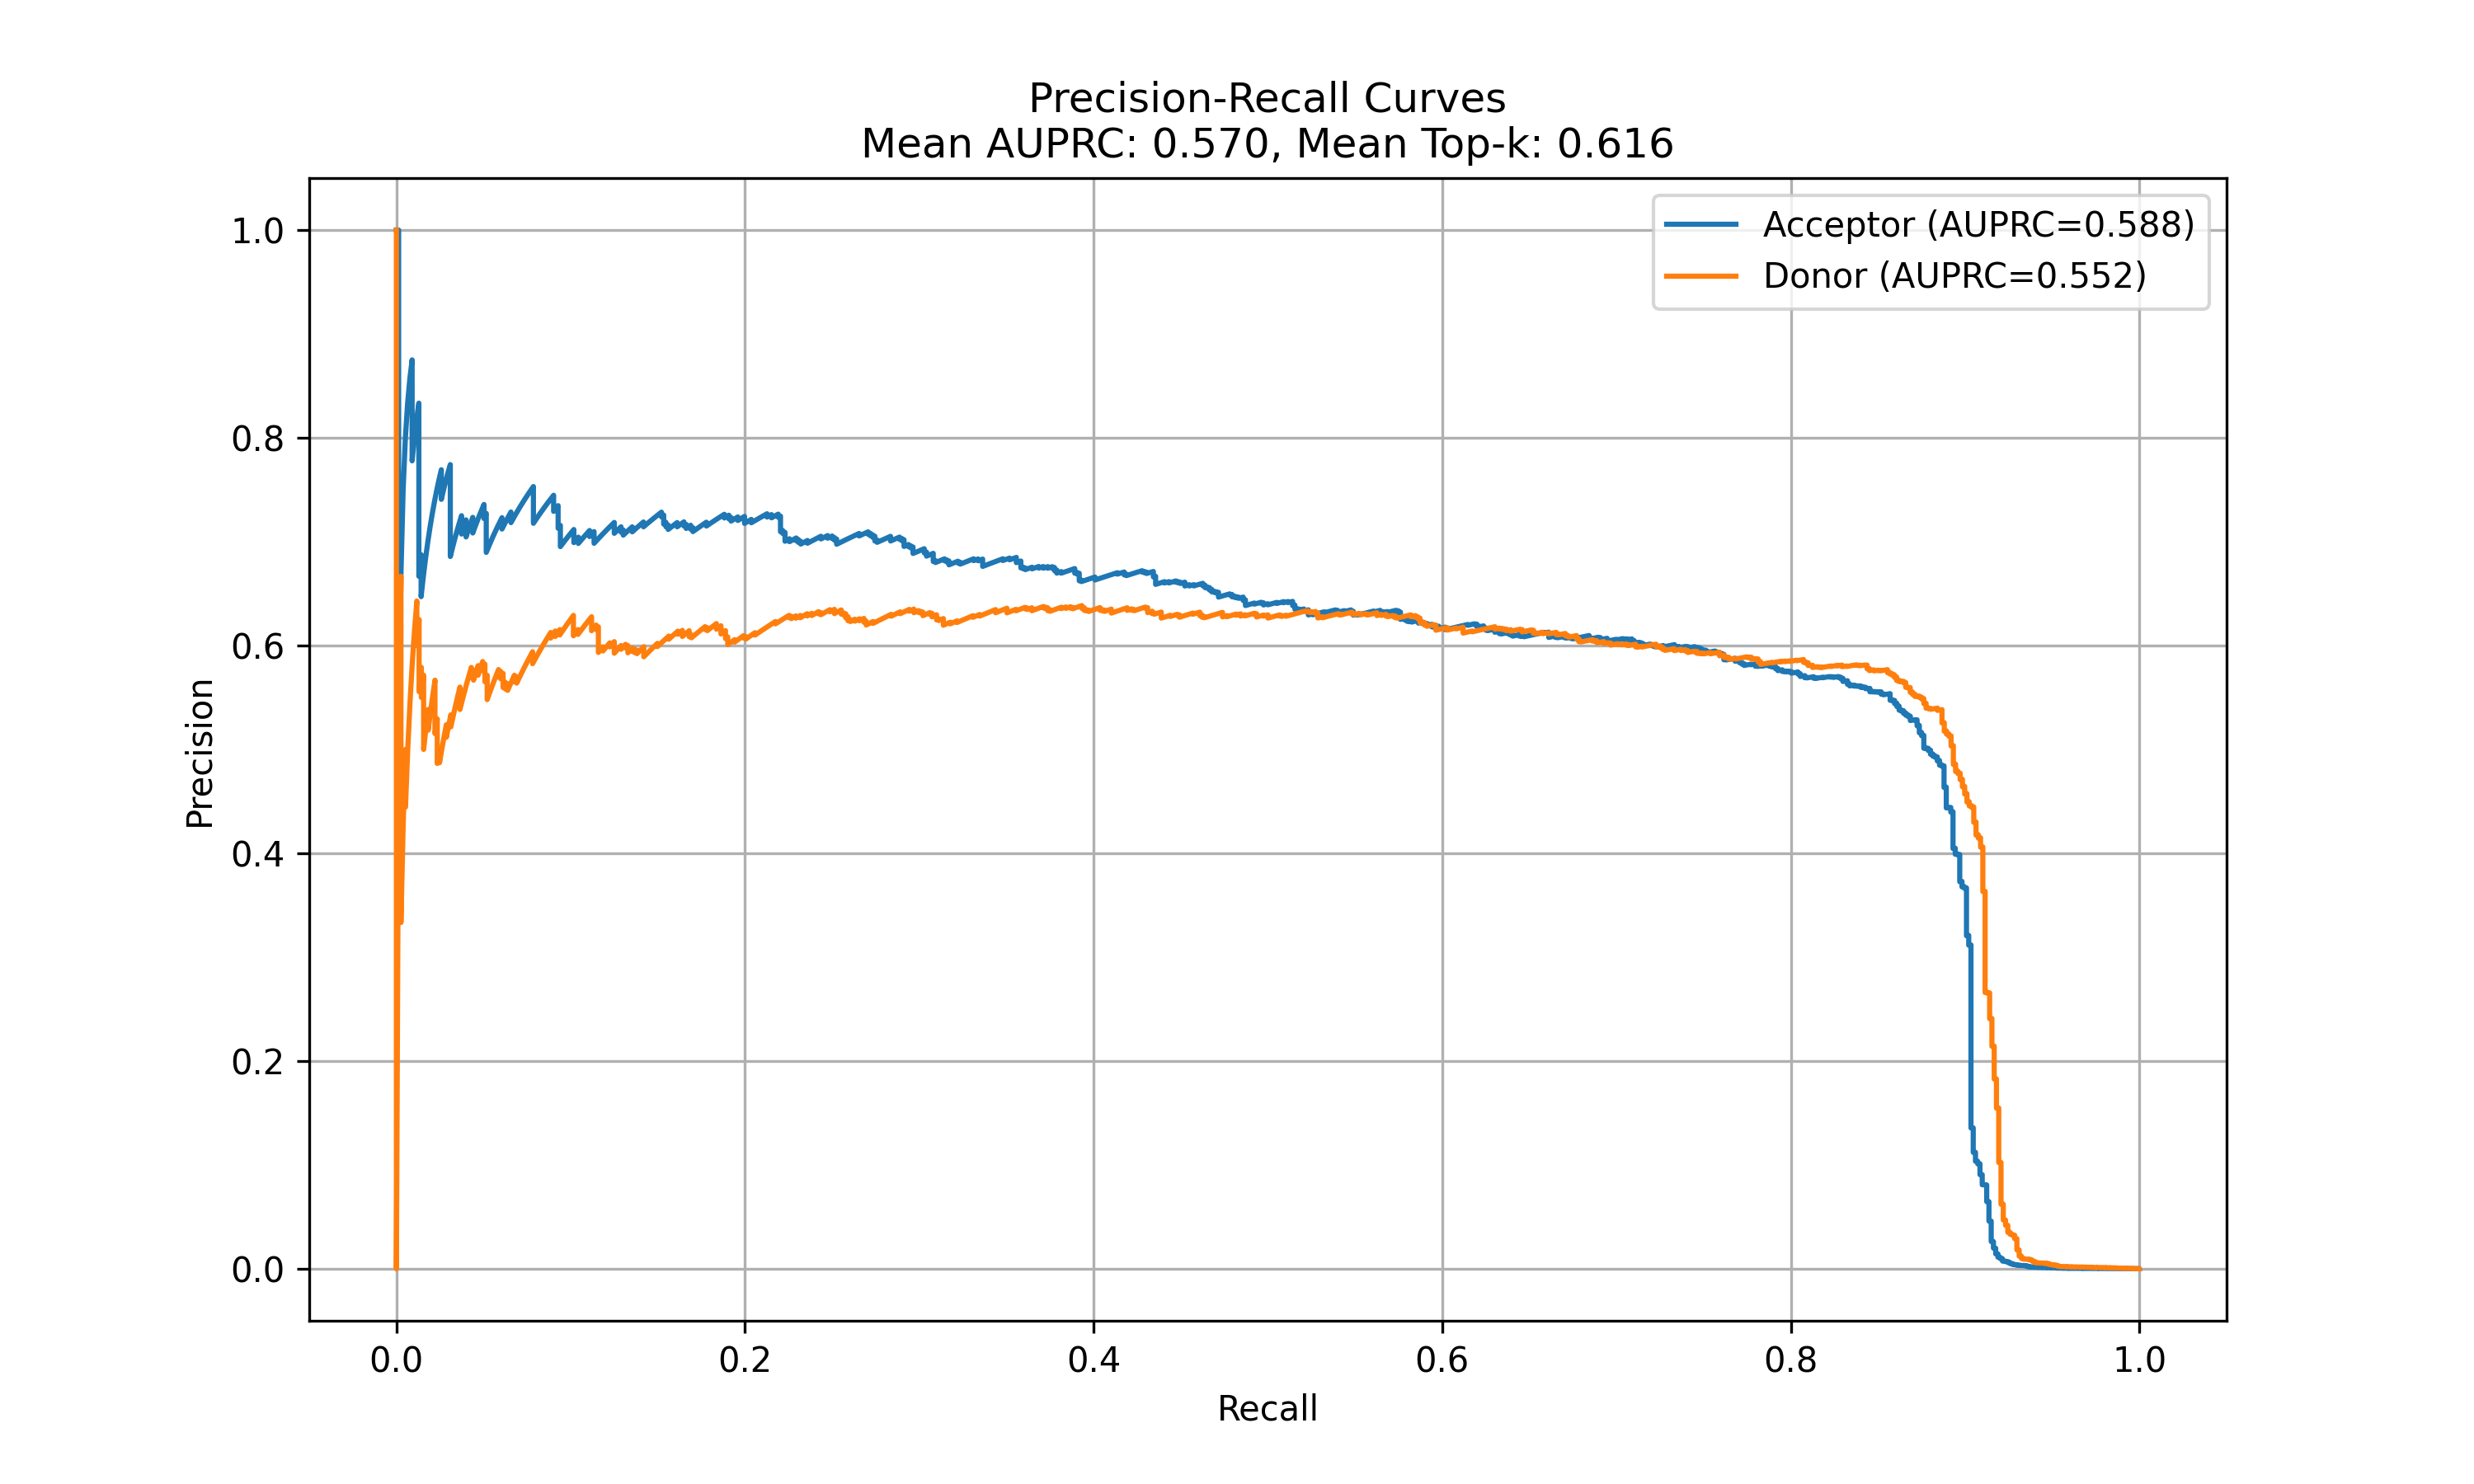 Precision-Recall Curves
Mean AUPRC: 0.570, Mean Top-k: 0.616
Acceptor (AUPRC=0.588)
Donor (AUPRC=0.552)
1.0
0.8
0.6
0.4
0.2
0.0
Precision
0.0 0.2 0.4 0.6 0.8 1.0
Recall